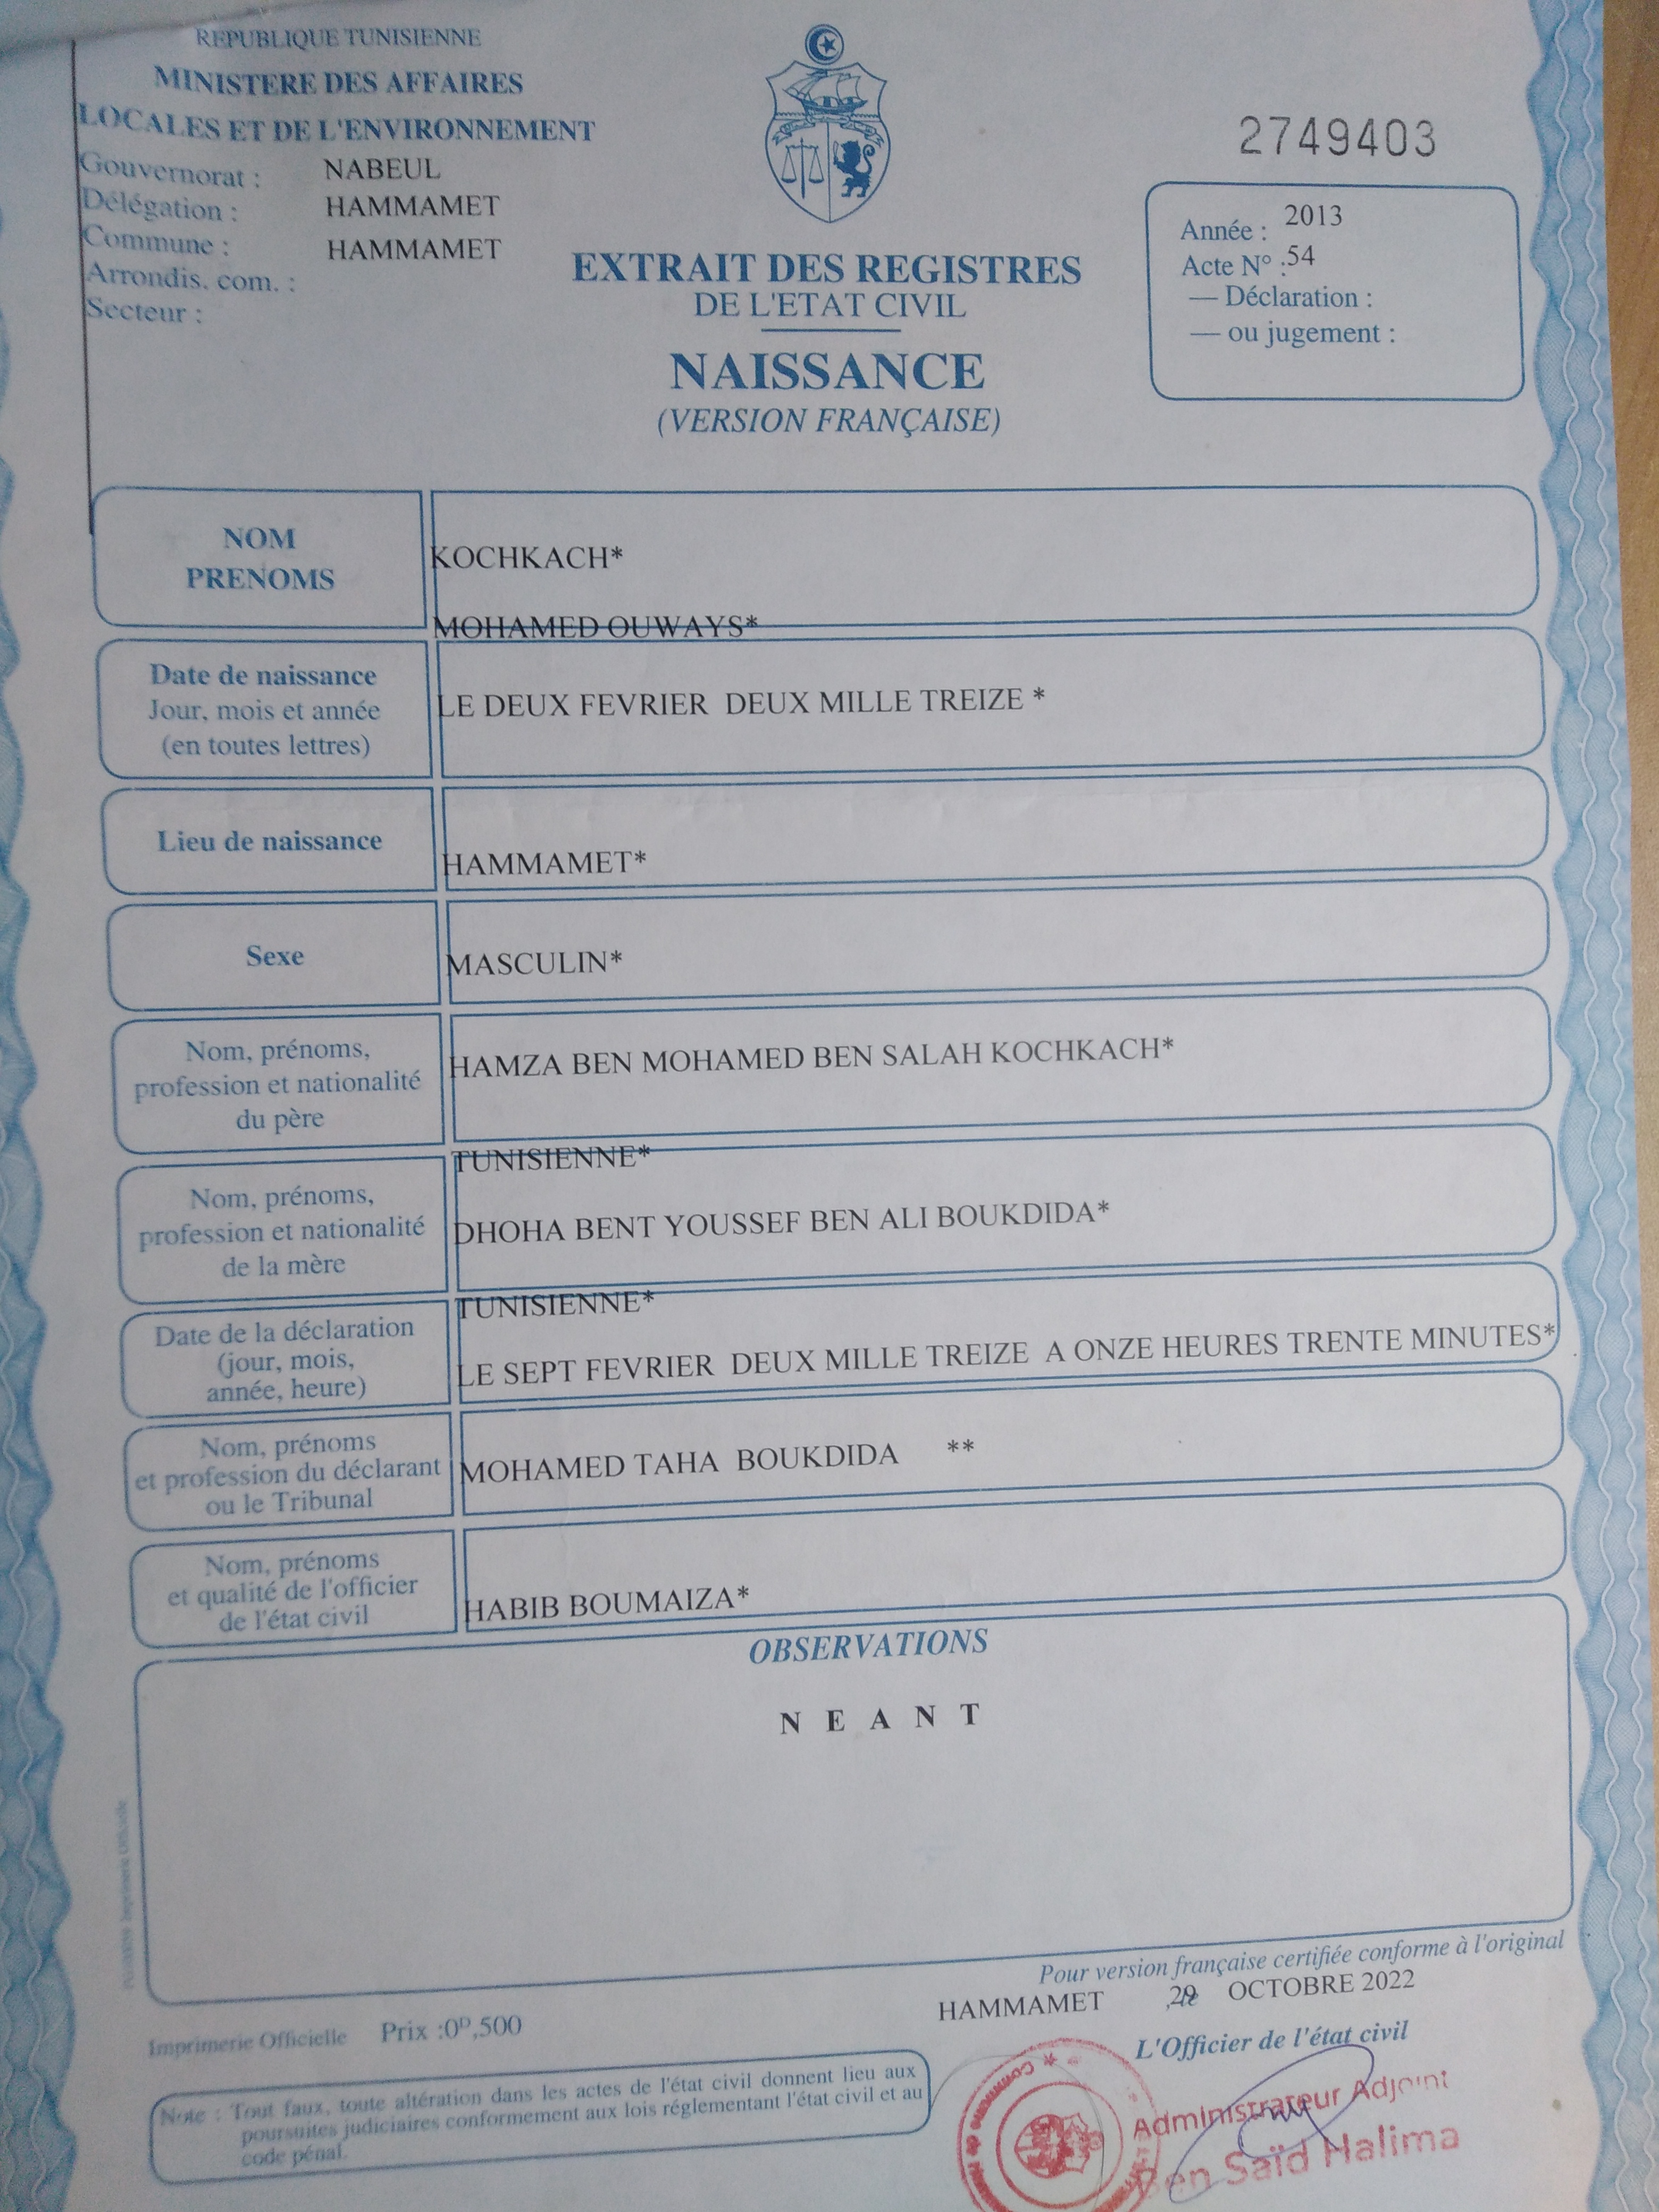 REPUBLIQUE TUNISIENNE
MINISTERE DES AFFAIRES
LOCALES ET DE L'ENVIRONNEMENT
Gouvernorat : NABEUL
Délégation : HAMMAMET
Commune : HAMMAMET
Arrondis. com. :
Secteur :
EXTRAIT DES REGISTRES
DE L'ETAT CIVIL
NAISSANCE
(VERSION FRANÇAISE)
2749403
Année : 2013
Acte N° :54
— Déclaration :
— ou jugement :
NOM
PRENOMS
KOCHKACH*
MOHAMED OUWAYS*
Date de naissance
Jour, mois et année
(en toutes lettres)
LE DEUX FEVRIER DEUX MILLE TREIZE *
Lieu de naissance
HAMMAMET*
Sexe
MASCULIN*
Nom, prénoms,
profession et nationalité
du père
HAMZA BEN MOHAMED BEN SALAH KOCHKACH*
TUNISIENNE*
Nom, prénoms,
profession et nationalité
de la mère
DHOHA BENT YOUSSEF BEN ALI BOUKDIDA*
TUNISIENNE*
Date de la déclaration
(jour, mois,
année, heure)
LE SEPT FEVRIER DEUX MILLE TREIZE A ONZE HEURES TRENTE MINUTES*
Nom, prénoms
et profession du déclarant
ou le Tribunal
MOHAMED TAHA BOUKDIDA **
Nom, prénoms
et qualité de l'officier
de l'état civil
HABIB BOUMAIZA*
OBSERVATIONS
N E A N T
Pour version française certifiée conforme à l'original
HAMMAMET , le OCTOBRE 2022
L'Officier de l'état civil
Administrateur Adjoint
Ben Saïd Halima
Imprimerie Officielle Prix :0ᴰ,500
Note : Tout faux, toute altération dans les actes de l'état civil donnent lieu aux
poursuites judiciaires conformement aux lois réglementant l'état civil et au
code pénal.